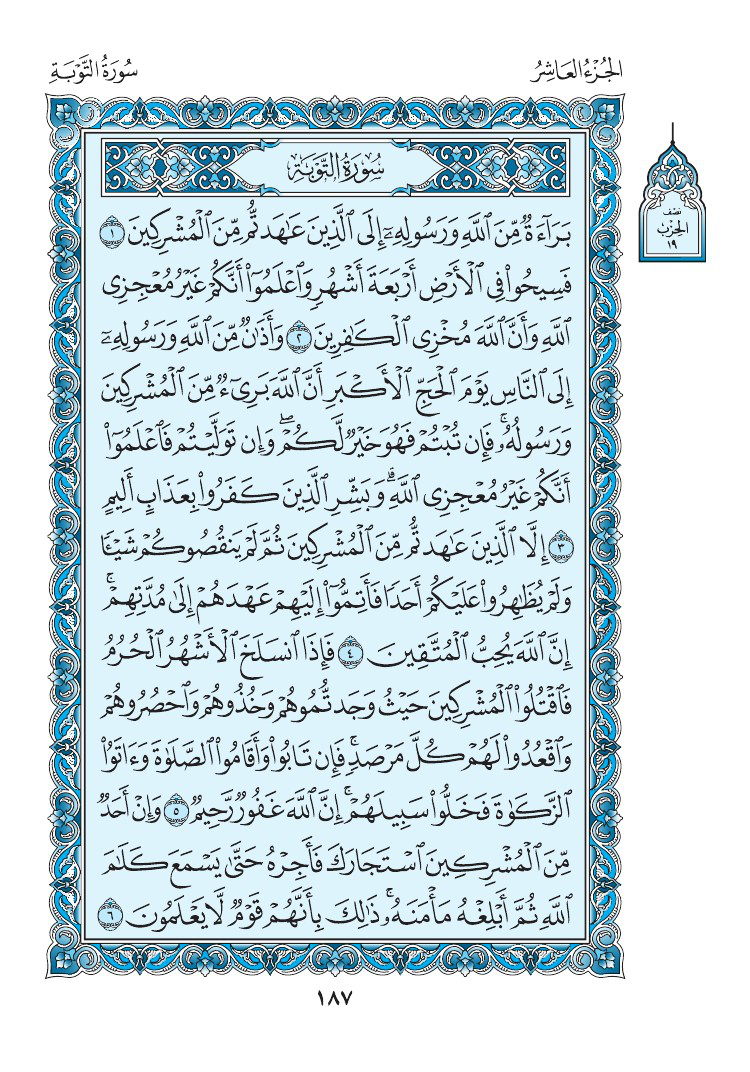 الجُزْءُ العَاشِرُ
سُورَةُ التَّوْبَةِ
سُورَةُ التَّوْبَةِ
بَرَآءَةٌ مِّنَ ٱللَّهِ وَرَسُولِهِۦٓ إِلَى ٱلَّذِينَ عَٰهَدتُّم مِّنَ ٱلْمُشْرِكِينَ ١
فَسِيحُوا۟ فِى ٱلْأَرْضِ أَرْبَعَةَ أَشْهُرٍ وَٱعْلَمُوٓا۟ أَنَّكُمْ غَيْرُ مُعْجِزِى
ٱللَّهِ وَأَنَّ ٱللَّهَ مُخْزِى ٱلْكَٰفِرِينَ ٢ وَأَذَٰنٌ مِّنَ ٱللَّهِ وَرَسُولِهِۦٓ
إِلَى ٱلنَّاسِ يَوْمَ ٱلْحَجِّ ٱلْأَكْبَرِ أَنَّ ٱللَّهَ بَرِىٓءٌ مِّنَ ٱلْمُشْرِكِينَ
وَرَسُولُهُۥۚ فَإِن تُبْتُمْ فَهُوَ خَيْرٌ لَّكُمْۖ وَإِن تَوَلَّيْتُمْ فَٱعْلَمُوٓا۟
أَنَّكُمْ غَيْرُ مُعْجِزِى ٱللَّهِۗ وَبَشِّرِ ٱلَّذِينَ كَفَرُوا۟ بِعَذَابٍ أَلِيمٍ
٣ إِلَّا ٱلَّذِينَ عَٰهَدتُّم مِّنَ ٱلْمُشْرِكِينَ ثُمَّ لَمْ يَنقُصُوكُمْ شَيْـًٔا
وَلَمْ يُظَٰهِرُوا۟ عَلَيْكُمْ أَحَدًا فَأَتِمُّوٓا۟ إِلَيْهِمْ عَهْدَهُمْ إِلَىٰ مُدَّتِهِمْۚ
إِنَّ ٱللَّهَ يُحِبُّ ٱلْمُتَّقِينَ ٤ فَإِذَا ٱنسَلَخَ ٱلْأَشْهُرُ ٱلْحُرُمُ
فَٱقْتُلُوا۟ ٱلْمُشْرِكِينَ حَيْثُ وَجَدتُّمُوهُمْ وَخُذُوهُمْ وَٱحْصُرُوهُمْ
وَٱقْعُدُوا۟ لَهُمْ كُلَّ مَرْصَدٍۚ فَإِن تَابُوا۟ وَأَقَامُوا۟ ٱلصَّلَوٰةَ وَءَاتَوُا۟
ٱلزَّكَوٰةَ فَخَلُّوا۟ سَبِيلَهُمْۚ إِنَّ ٱللَّهَ غَفُورٌ رَّحِيمٌ ٥ وَإِنْ أَحَدٌ
مِّنَ ٱلْمُشْرِكِينَ ٱسْتَجَارَكَ فَأَجِرْهُ حَتَّىٰ يَسْمَعَ كَلَٰمَ
ٱللَّهِ ثُمَّ أَبْلِغْهُ مَأْمَنَهُۥۚ ذَٰلِكَ بِأَنَّهُمْ قَوْمٌ لَّا يَعْلَمُونَ ٦
نصف
الحزب
١٩
١٨٧